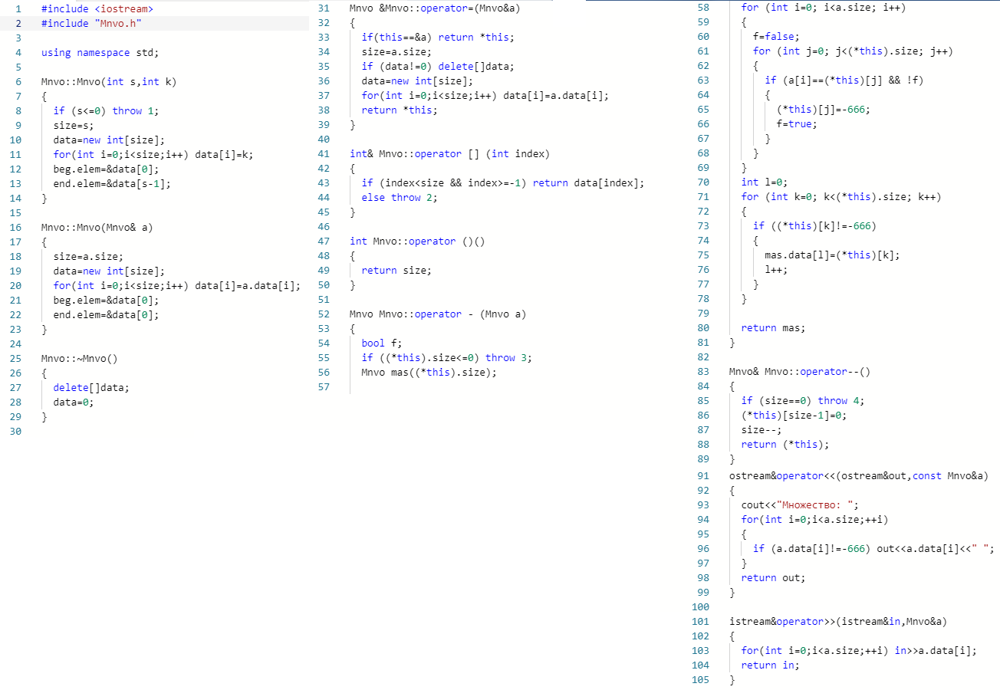 1 #include <iostream>
2 #include "Mnvo.h"
3
4 using namespace std;
5
6 Mnvo::Mnvo(int s,int k)
7 {
8 if (s<=0) throw 1;
9 size=s;
10 data=new int[size];
11 for(int i=0;i<size;i++) data[i]=k;
12 beg.elem=&data[0];
13 end.elem=&data[s-1];
14 }
15
16 Mnvo::Mnvo(Mnvo& a)
17 {
18 size=a.size;
19 data=new int[size];
20 for(int i=0;i<size;i++) data[i]=a.data[i];
21 beg.elem=&data[0];
22 end.elem=&data[0];
23 }
24
25 Mnvo::~Mnvo()
26 {
27 delete[]data;
28 data=0;
29 }
30
31 Mnvo &Mnvo::operator=(Mnvo&a)
32 {
33 if(this==&a) return *this;
34 size=a.size;
35 if (data!=0) delete[]data;
36 data=new int[size];
37 for(int i=0;i<size;i++) data[i]=a.data[i];
38 return *this;
39 }
40
41 int& Mnvo::operator [] (int index)
42 {
43 if (index<size && index>=-1) return data[index];
44 else throw 2;
45 }
46
47 int Mnvo::operator ()()
48 {
49 return size;
50 }
51
52 Mnvo Mnvo::operator - (Mnvo a)
53 {
54 bool f;
55 if ((*this).size<=0) throw 3;
56 Mnvo mas((*this).size);
57
58 for (int i=0; i<a.size; i++)
59 {
60 f=false;
61 for (int j=0; j<(*this).size; j++)
62 {
63 if (a[i]==(*this)[j] && !f)
64 {
65 (*this)[j]=-666;
66 f=true;
67 }
68 }
69 }
70 int l=0;
71 for (int k=0; k<(*this).size; k++)
72 {
73 if ((*this)[k]!=-666)
74 {
75 mas.data[l]=(*this)[k];
76 l++;
77 }
78 }
79
80 return mas;
81 }
82
83 Mnvo& Mnvo::operator--()
84 {
85 if (size==0) throw 4;
86 (*this)[size-1]=0;
87 size--;
88 return (*this);
89 }
91 ostream&operator<<(ostream&out,const Mnvo&a)
92 {
93 cout<<"Множество: ";
94 for(int i=0;i<a.size;++i)
95 {
96 if (a.data[i]!=-666) out<<a.data[i]<<" ";
97 }
98 return out;
99 }
100
101 istream&operator>>(istream&in,Mnvo&a)
102 {
103 for(int i=0;i<a.size;++i) in>>a.data[i];
104 return in;
105 }